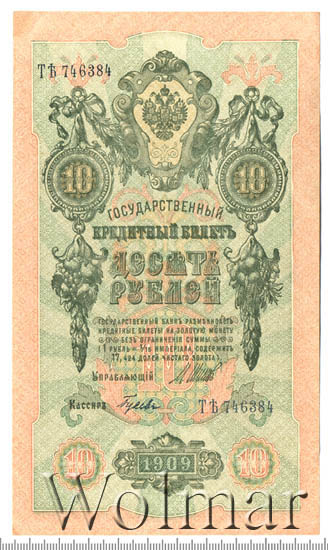 ТѢ 746384
10
10
ГОСУДАРСТВЕННЫЙ
КРЕДИТНЫЙ БИЛЕТЪ
ДЕСЯТЬ
РУБЛЕЙ
ГОСУДАРСТВЕННЫЙ БАНКЪ РАЗМѢНИВАЕТЪ
КРЕДИТНЫЕ БИЛЕТЫ НА ЗОЛОТУЮ МОНЕТУ
БЕЗЪ ОГРАНИЧЕНІЯ СУММЫ
(1 РУБЛЬ = 1/15 ИМПЕРІАЛА, СОДЕРЖИТЪ
17,424 ДОЛЕЙ ЧИСТАГО ЗОЛОТА).
УПРАВЛЯЮЩІЙ
Кассиръ
ТѢ 746384
10
1909
10
Wolmar